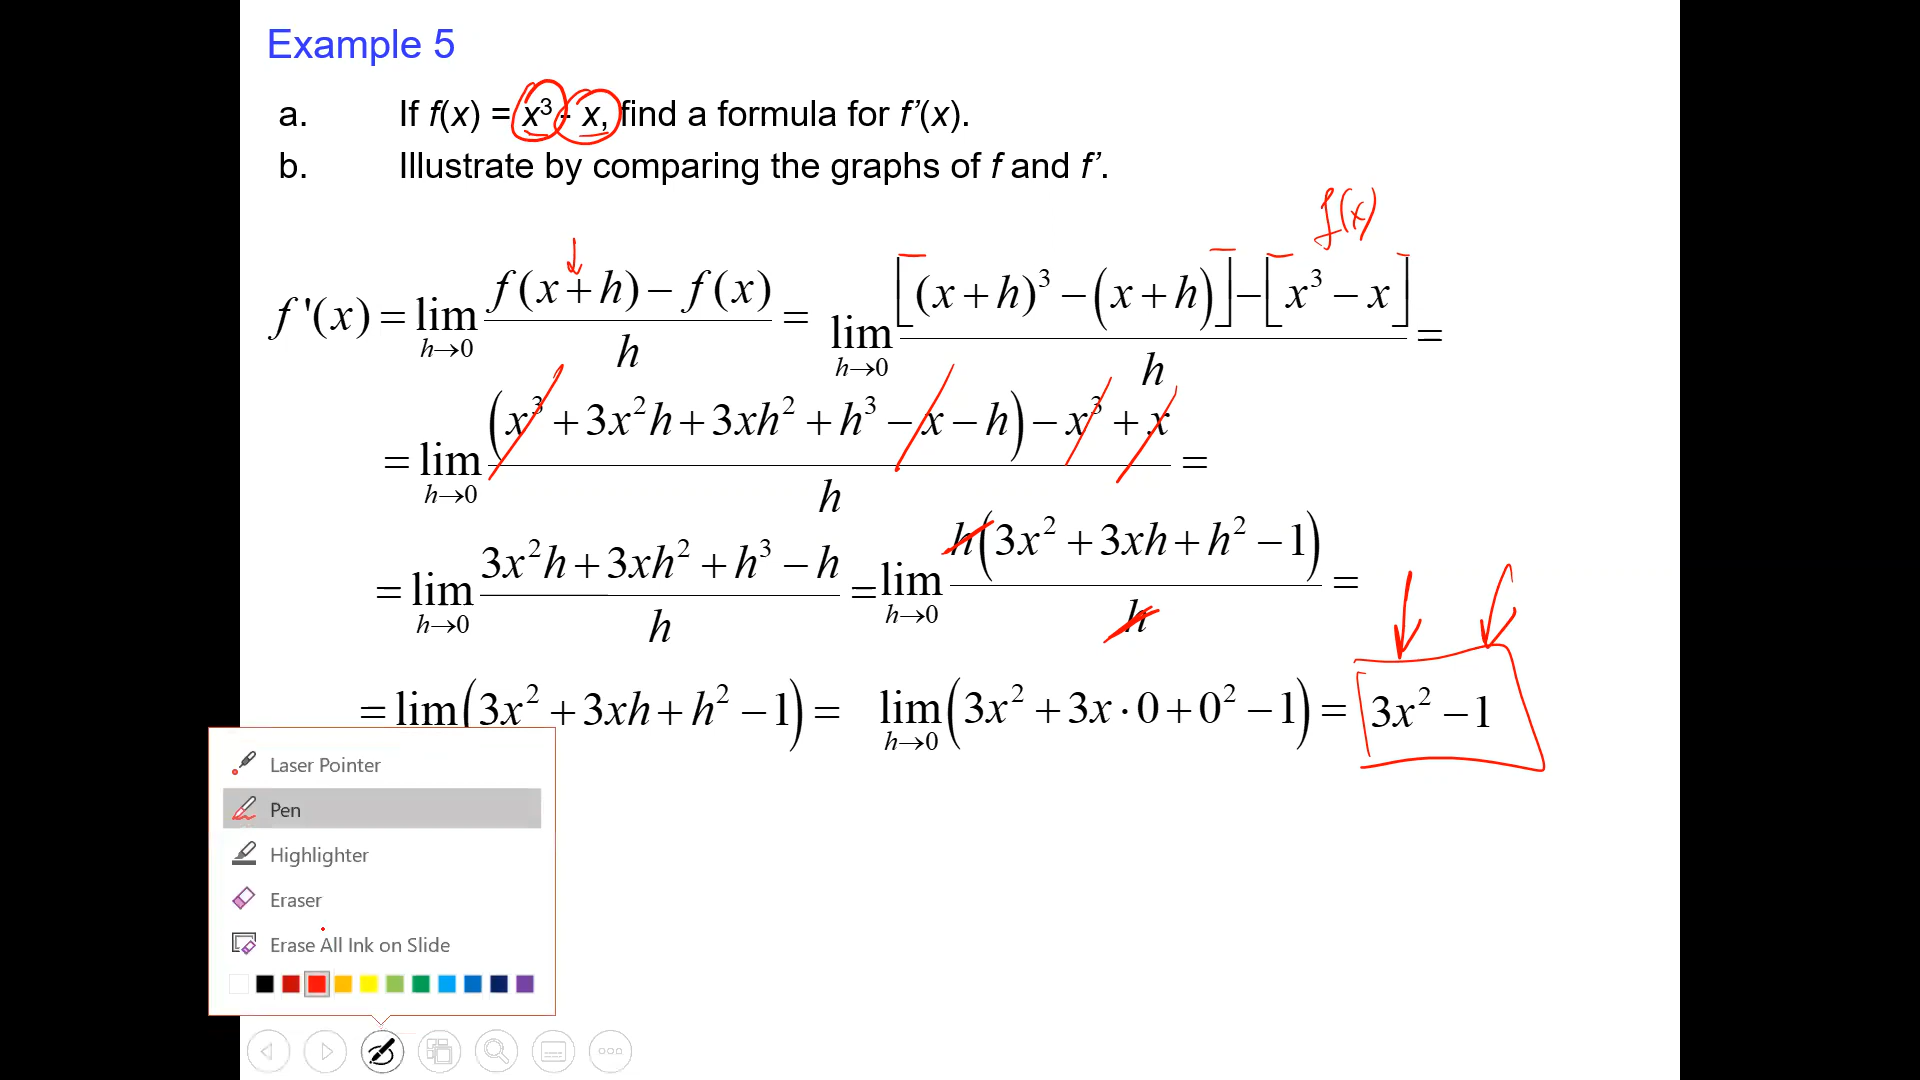 Example 5
a. If f(x) = x³ - x, find a formula for f’(x).
b. Illustrate by comparing the graphs of f and f’.
f(x)
f '(x) = lim h→0 (f(x + h) − f(x)) / h = lim h→0 ([(x + h)³ − (x + h)] − [x³ − x]) / h =
= lim h→0 ((x³ + 3x²h + 3xh² + h³ − x − h) − x³ + x) / h =
= lim h→0 (3x²h + 3xh² + h³ − h) / h = lim h→0 h(3x² + 3xh + h² − 1) / h =
= lim (3x² + 3xh + h² − 1) = lim h→0 (3x² + 3x · 0 + 0² − 1) = 3x² − 1
Laser Pointer
Pen
Highlighter
Eraser
Erase All Ink on Slide